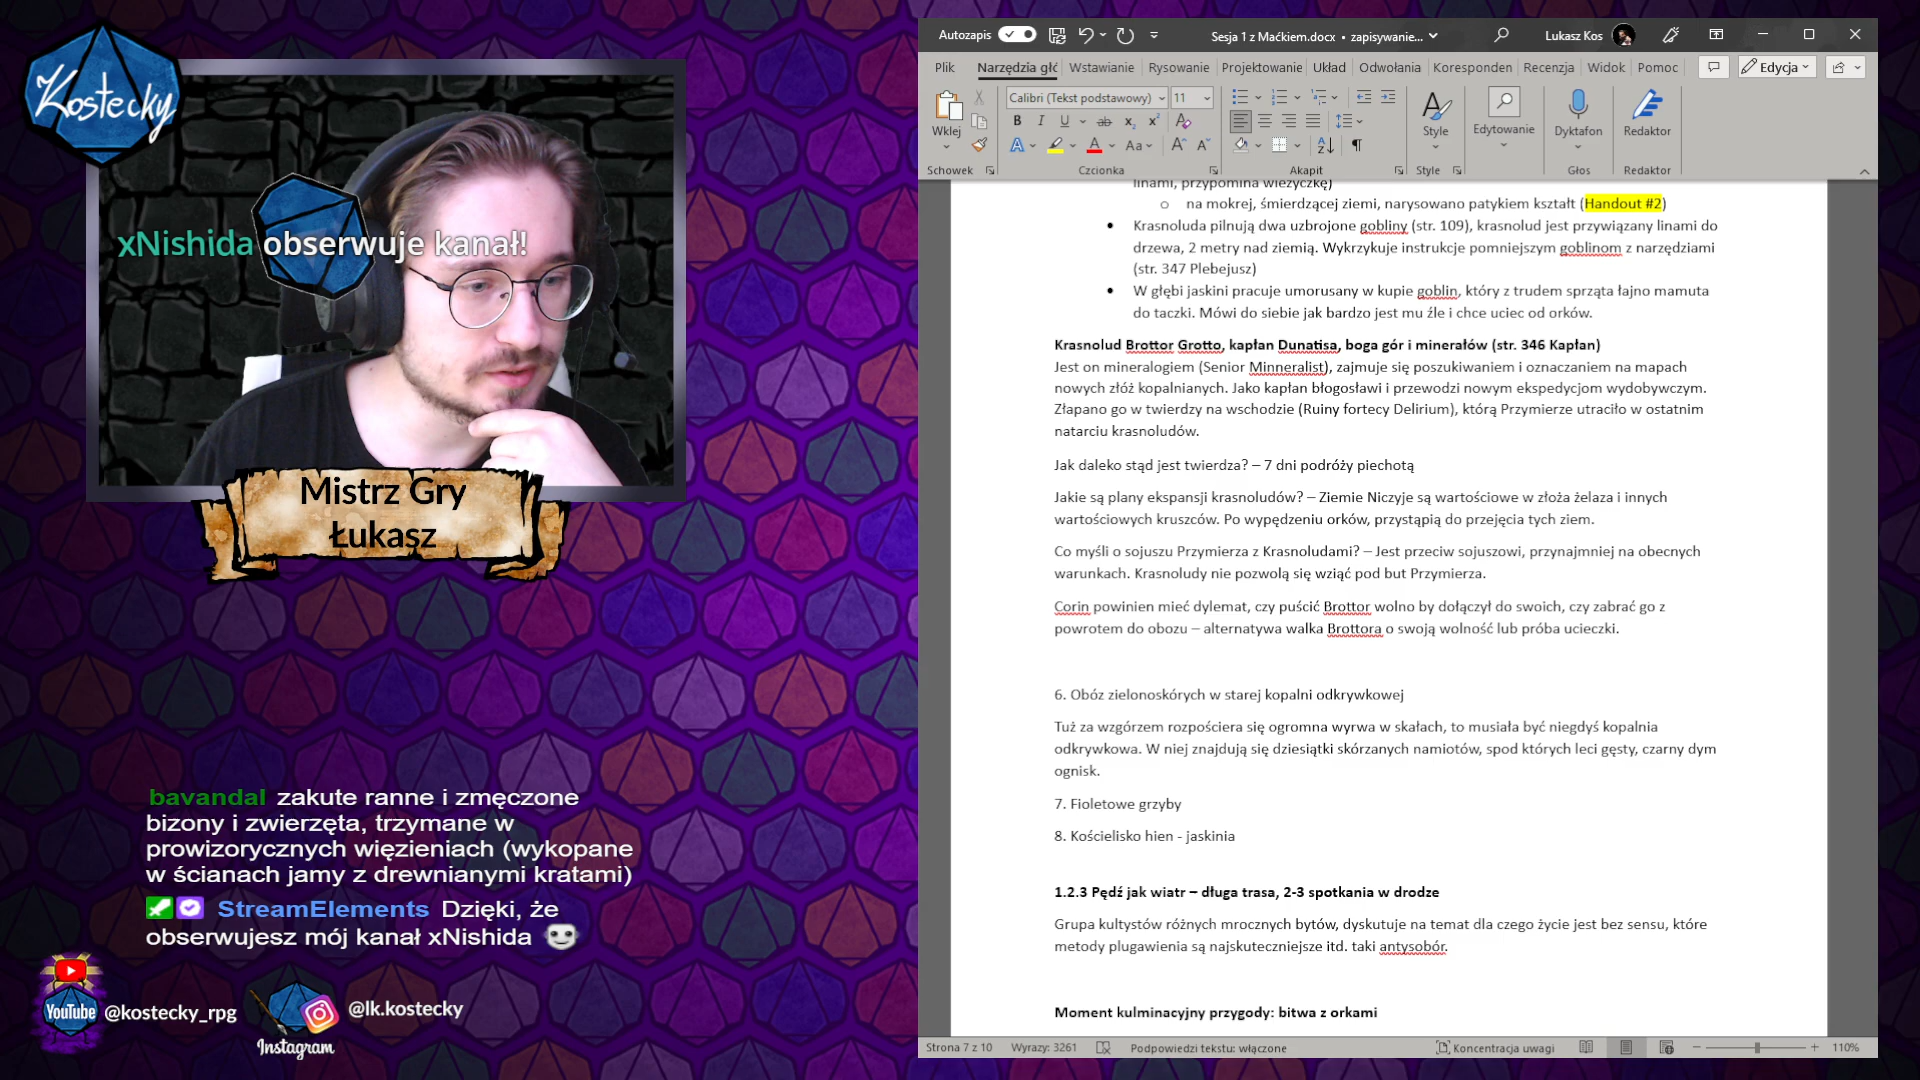 Kostecky
xNishida obserwuje kanał!
Mistrz Gry
Łukasz
bavandal zakute ranne i zmęczone
bizony i zwierzęta, trzymane w
prowizorycznych więzieniach (wykopane
w ścianach jamy z drewnianymi kratami)
StreamElements Dzięki, że
obserwujesz mój kanał xNishida
YouTube @kostecky_rpg
Instagram @lk.kostecky
Autozapis
Sesja 1 z Maćkiem.docx • zapisywanie...
Lukasz Kos
Plik Narzędzia głó Wstawianie Rysowanie Projektowanie Układ Odwołania Koresponden Recenzja Widok Pomoc Edycja
Calibri (Tekst podstawowy) 11
Wklej
Style
Edytowanie
Dyktafon
Redaktor
Schowek Czcionka Akapit Style Głos Redaktor
linami, przypomina wieżyczkę)
o na mokrej, śmierdzącej ziemi, narysowano patykiem kształt (Handout #2)
• Krasnoluda pilnują dwa uzbrojone gobliny (str. 109), krasnolud jest przywiązany linami do
drzewa, 2 metry nad ziemią. Wykrzykuje instrukcje pomniejszym goblinom z narzędziami
(str. 347 Plebejusz)
• W głębi jaskini pracuje umorusany w kupie goblin, który z trudem sprząta łajno mamuta
do taczki. Mówi do siebie jak bardzo jest mu źle i chce uciec od orków.
Krasnolud Brottor Grotto, kapłan Dunatisa, boga gór i minerałów (str. 346 Kapłan)
Jest on mineralogiem (Senior Minneralist), zajmuje się poszukiwaniem i oznaczaniem na mapach
nowych złóż kopalnianych. Jako kapłan błogosławi i przewodzi nowym ekspedycjom wydobywczym.
Złapano go w twierdzy na wschodzie (Ruiny fortecy Delirium), którą Przymierze utraciło w ostatnim
natarciu krasnoludów.
Jak daleko stąd jest twierdza? – 7 dni podróży piechotą
Jakie są plany ekspansji krasnoludów? – Ziemie Niczyje są wartościowe w złoża żelaza i innych
wartościowych kruszców. Po wypędzeniu orków, przystąpią do przejęcia tych ziem.
Co myśli o sojuszu Przymierza z Krasnoludami? – Jest przeciw sojuszowi, przynajmniej na obecnych
warunkach. Krasnoludy nie pozwolą się wziąć pod but Przymierza.
Corin powinien mieć dylemat, czy puścić Brottor wolno by dołączył do swoich, czy zabrać go z
powrotem do obozu – alternatywa walka Brottora o swoją wolność lub próba ucieczki.
6. Obóz zielonoskórych w starej kopalni odkrywkowej
Tuż za wzgórzem rozpościera się ogromna wyrwa w skałach, to musiała być niegdyś kopalnia
odkrywkowa. W niej znajdują się dziesiątki skórzanych namiotów, spod których leci gęsty, czarny dym
ognisk.
7. Fioletowe grzyby
8. Kościelisko hien - jaskinia
1.2.3 Pędź jak wiatr – długa trasa, 2-3 spotkania w drodze
Grupa kultystów różnych mrocznych bytów, dyskutuje na temat dla czego życie jest bez sensu, które
metody plugawienia są najskuteczniejsze itd. taki antysobór.
Moment kulminacyjny przygody: bitwa z orkami
Strona 7 z 10 Wyrazy: 3261 Podpowiedzi tekstu: włączone Koncentracja uwagi 110%